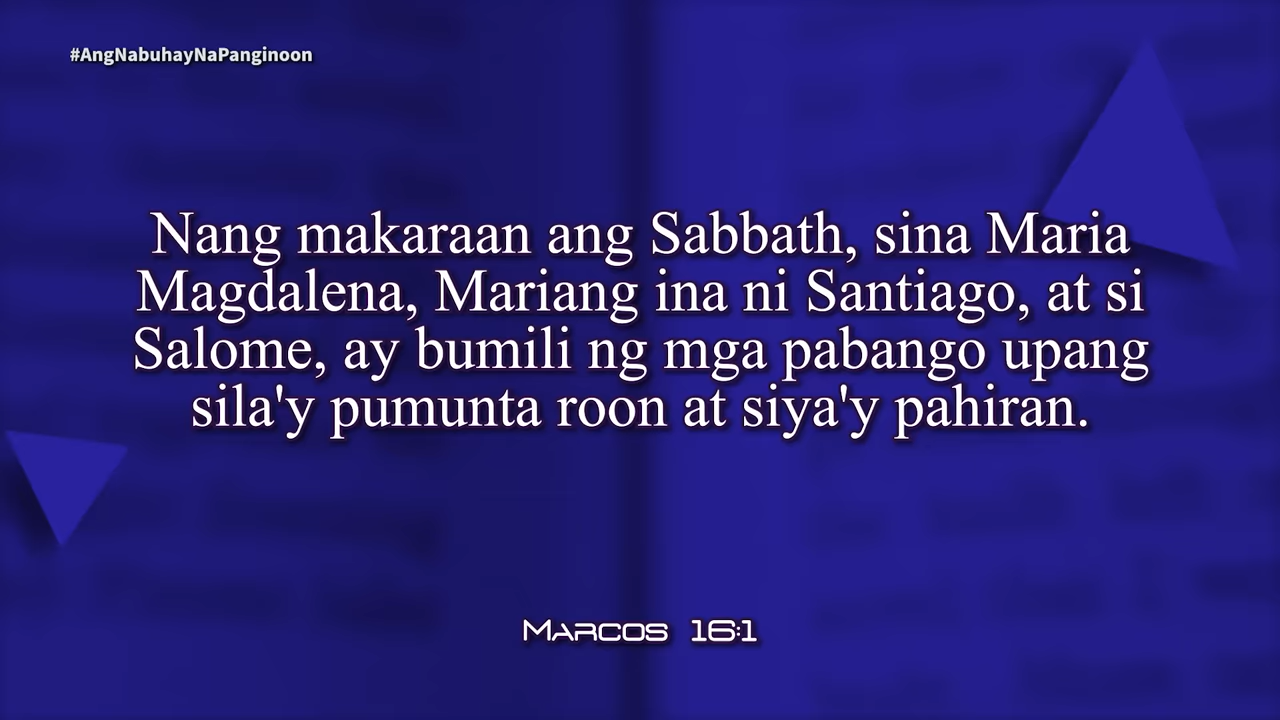 #AngNabuhayNaPanginoon
Nang makaraan ang Sabbath, sina Maria
Magdalena, Mariang ina ni Santiago, at si
Salome, ay bumili ng mga pabango upang
sila'y pumunta roon at siya'y pahiran.
Marcos 16:1